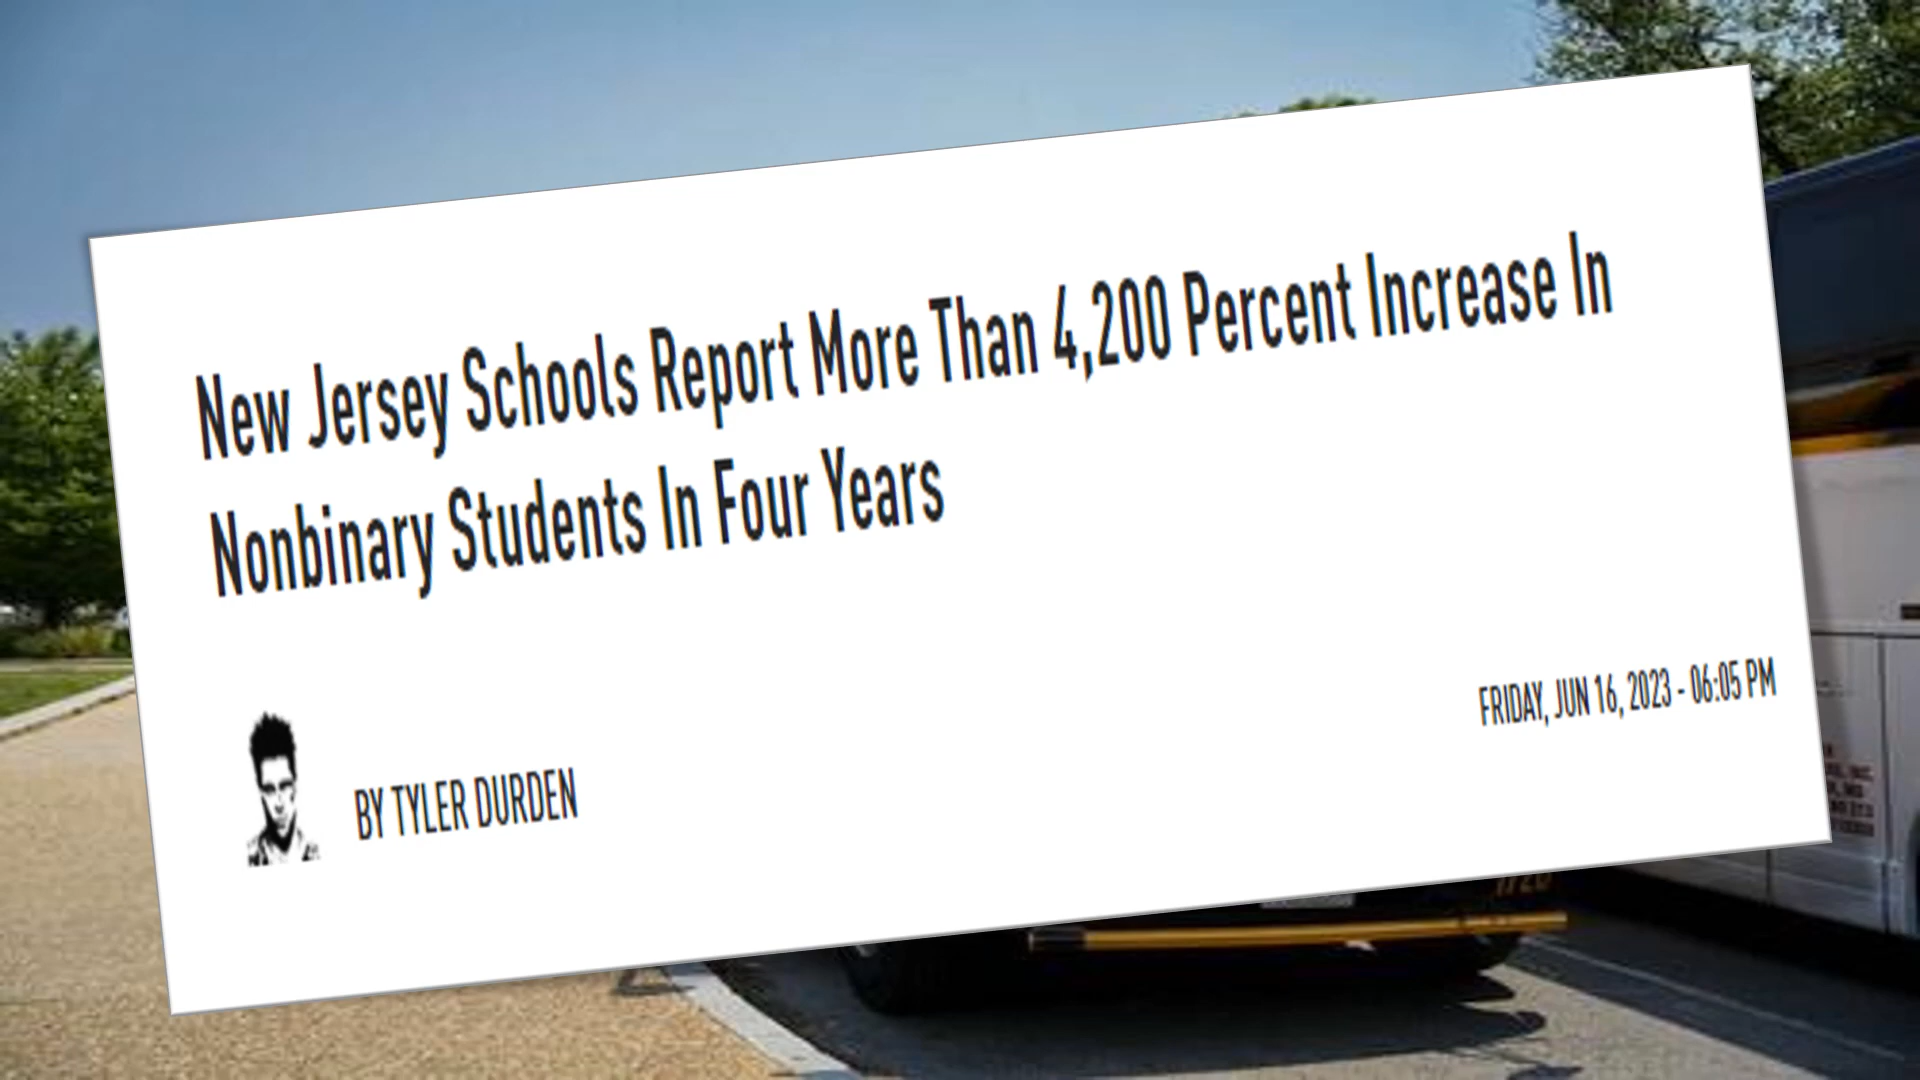 New Jersey Schools Report More Than 4,200 Percent Increase In
Nonbinary Students In Four Years
BY TYLER DURDEN
FRIDAY, JUN 16, 2023 - 06:05 PM